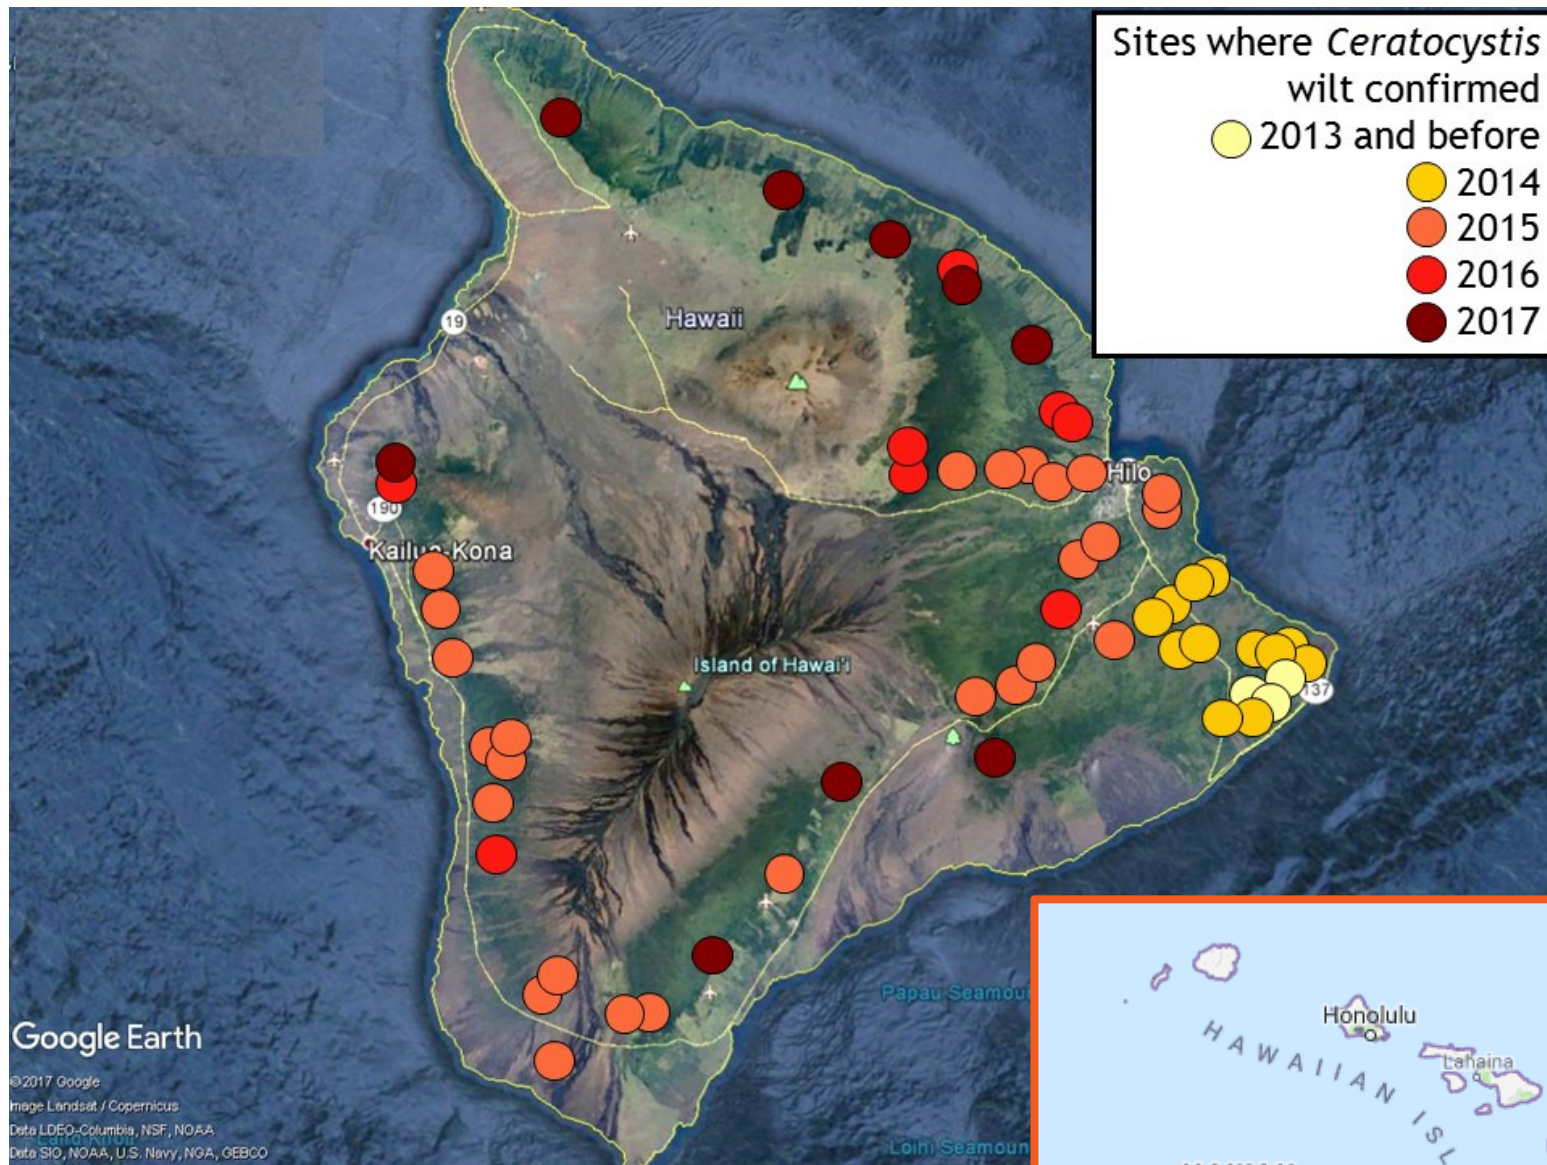 Sites where Ceratocystis
wilt confirmed
2013 and before
2014
2015
2016
2017
19
Hawaii
Hilo
190
Kailua-Kona
Island of Hawai'i
137
Papau Seamou
Honolulu
Lahaina
HAWAIIAN ISL
Google Earth
©2017 Google
Image Landsat / Copernicus
Data LDEO-Columbia, NSF, NOAA
Data SIO, NOAA, U.S. Navy, NGA, GEBCO
Loihi Seamoun